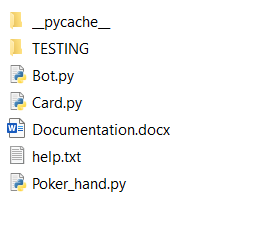 __pycache__
TESTING
Bot.py
Card.py
Documentation.docx
help.txt
Poker_hand.py